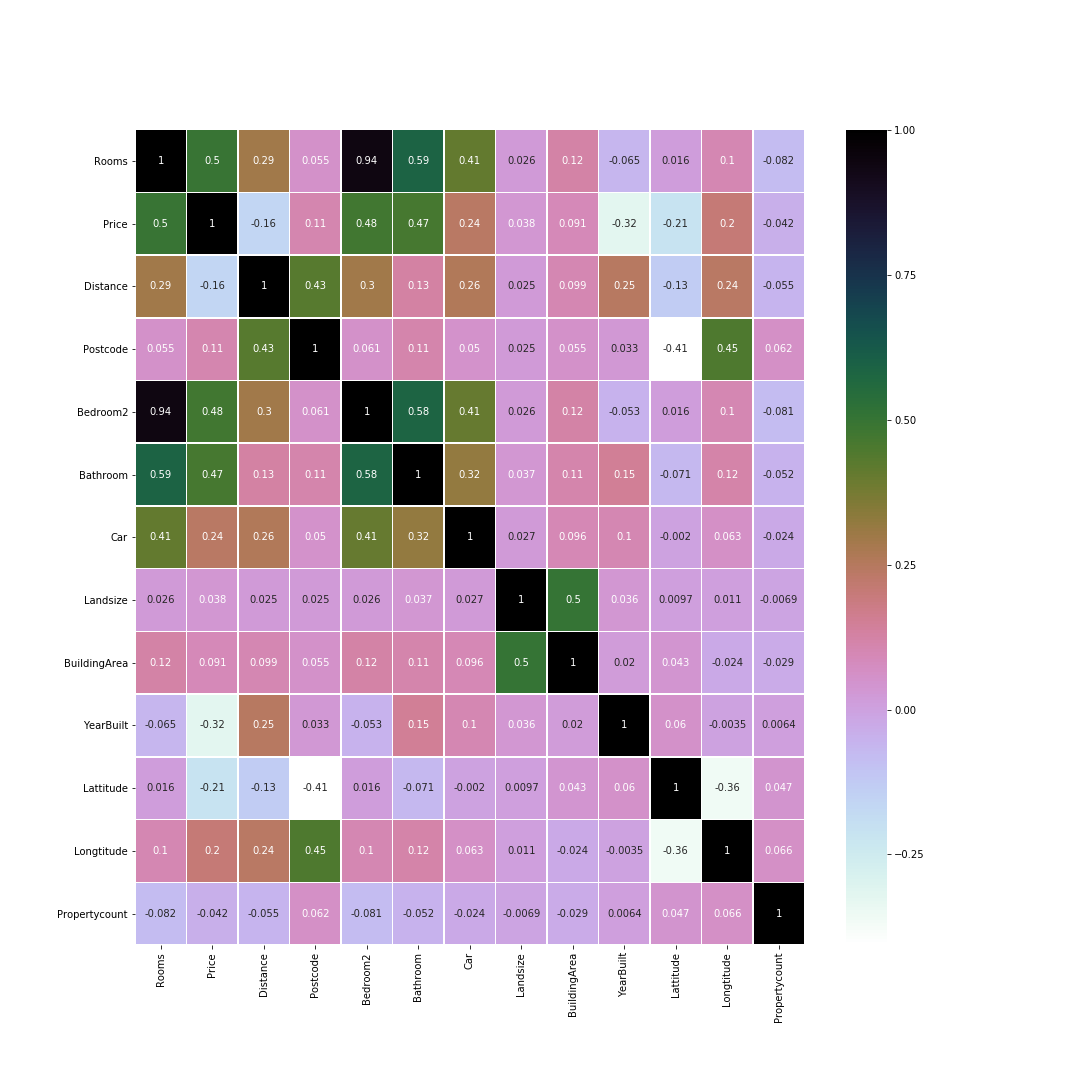 1.00
Rooms 1 0.5 0.29 0.055 0.94 0.59 0.41 0.026 0.12 -0.065 0.016 0.1 -0.082
Price 0.5 1 -0.16 0.11 0.48 0.47 0.24 0.038 0.091 -0.32 -0.21 0.2 -0.042
0.75
Distance 0.29 -0.16 1 0.43 0.3 0.13 0.26 0.025 0.099 0.25 -0.13 0.24 -0.055
Postcode 0.055 0.11 0.43 1 0.061 0.11 0.05 0.025 0.055 0.033 -0.41 0.45 0.062
Bedroom2 0.94 0.48 0.3 0.061 1 0.58 0.41 0.026 0.12 -0.053 0.016 0.1 -0.081
0.50
Bathroom 0.59 0.47 0.13 0.11 0.58 1 0.32 0.037 0.11 0.15 -0.071 0.12 -0.052
Car 0.41 0.24 0.26 0.05 0.41 0.32 1 0.027 0.096 0.1 -0.002 0.063 -0.024
0.25
Landsize 0.026 0.038 0.025 0.025 0.026 0.037 0.027 1 0.5 0.036 0.0097 0.011 -0.0069
BuildingArea 0.12 0.091 0.099 0.055 0.12 0.11 0.096 0.5 1 0.02 0.043 -0.024 -0.029
0.00
YearBuilt -0.065 -0.32 0.25 0.033 -0.053 0.15 0.1 0.036 0.02 1 0.06 -0.0035 0.0064
Lattitude 0.016 -0.21 -0.13 -0.41 0.016 -0.071 -0.002 0.0097 0.043 0.06 1 -0.36 0.047
Longtitude 0.1 0.2 0.24 0.45 0.1 0.12 0.063 0.011 -0.024 -0.0035 -0.36 1 0.066
−0.25
Propertycount -0.082 -0.042 -0.055 0.062 -0.081 -0.052 -0.024 -0.0069 -0.029 0.0064 0.047 0.066 1
Rooms Price Distance Postcode Bedroom2 Bathroom Car Landsize BuildingArea YearBuilt Lattitude Longtitude Propertycount